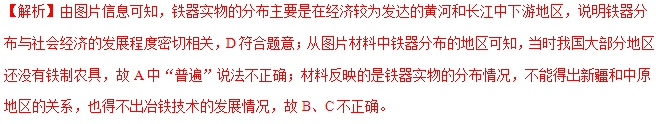 【解析】由图片信息可知，铁器实物的分布主要是在经济较为发达的黄河和长江中下游地区，说明铁器分
布与社会经济的发展程度密切相关，D 符合题意；从图片材料中铁器分布的地区可知，当时我国大部分地区
还没有铁制农具，故 A 中“普遍”说法不正确；材料反映的是铁器实物的分布情况，不能得出新疆和中原
地区的关系，也得不出冶铁技术的发展情况，故 B、C 不正确。